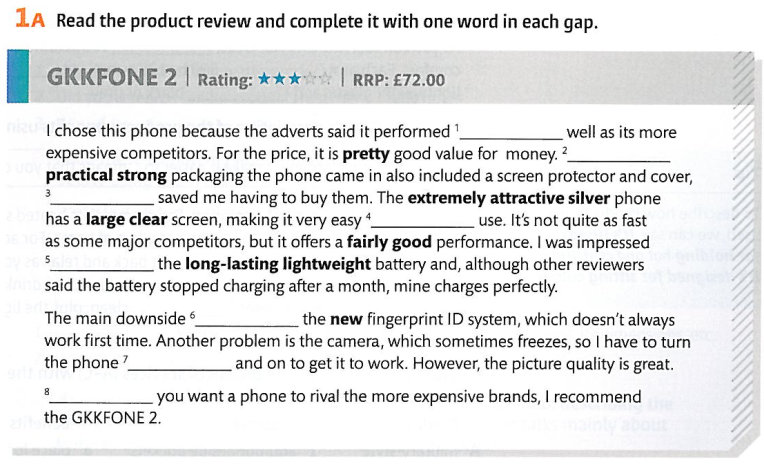 1A Read the product review and complete it with one word in each gap.
GKKFONE 2 | Rating: ★★★☆☆ | RRP: £72.00
I chose this phone because the adverts said it performed ¹____________ well as its more
expensive competitors. For the price, it is pretty good value for money. ²____________
practical strong packaging the phone came in also included a screen protector and cover,
³____________ saved me having to buy them. The extremely attractive silver phone
has a large clear screen, making it very easy ⁴____________ use. It's not quite as fast
as some major competitors, but it offers a fairly good performance. I was impressed
⁵____________ the long-lasting lightweight battery and, although other reviewers
said the battery stopped charging after a month, mine charges perfectly.
The main downside ⁶____________ the new fingerprint ID system, which doesn't always
work first time. Another problem is the camera, which sometimes freezes, so I have to turn
the phone ⁷____________ and on to get it to work. However, the picture quality is great.
⁸____________ you want a phone to rival the more expensive brands, I recommend
the GKKFONE 2.